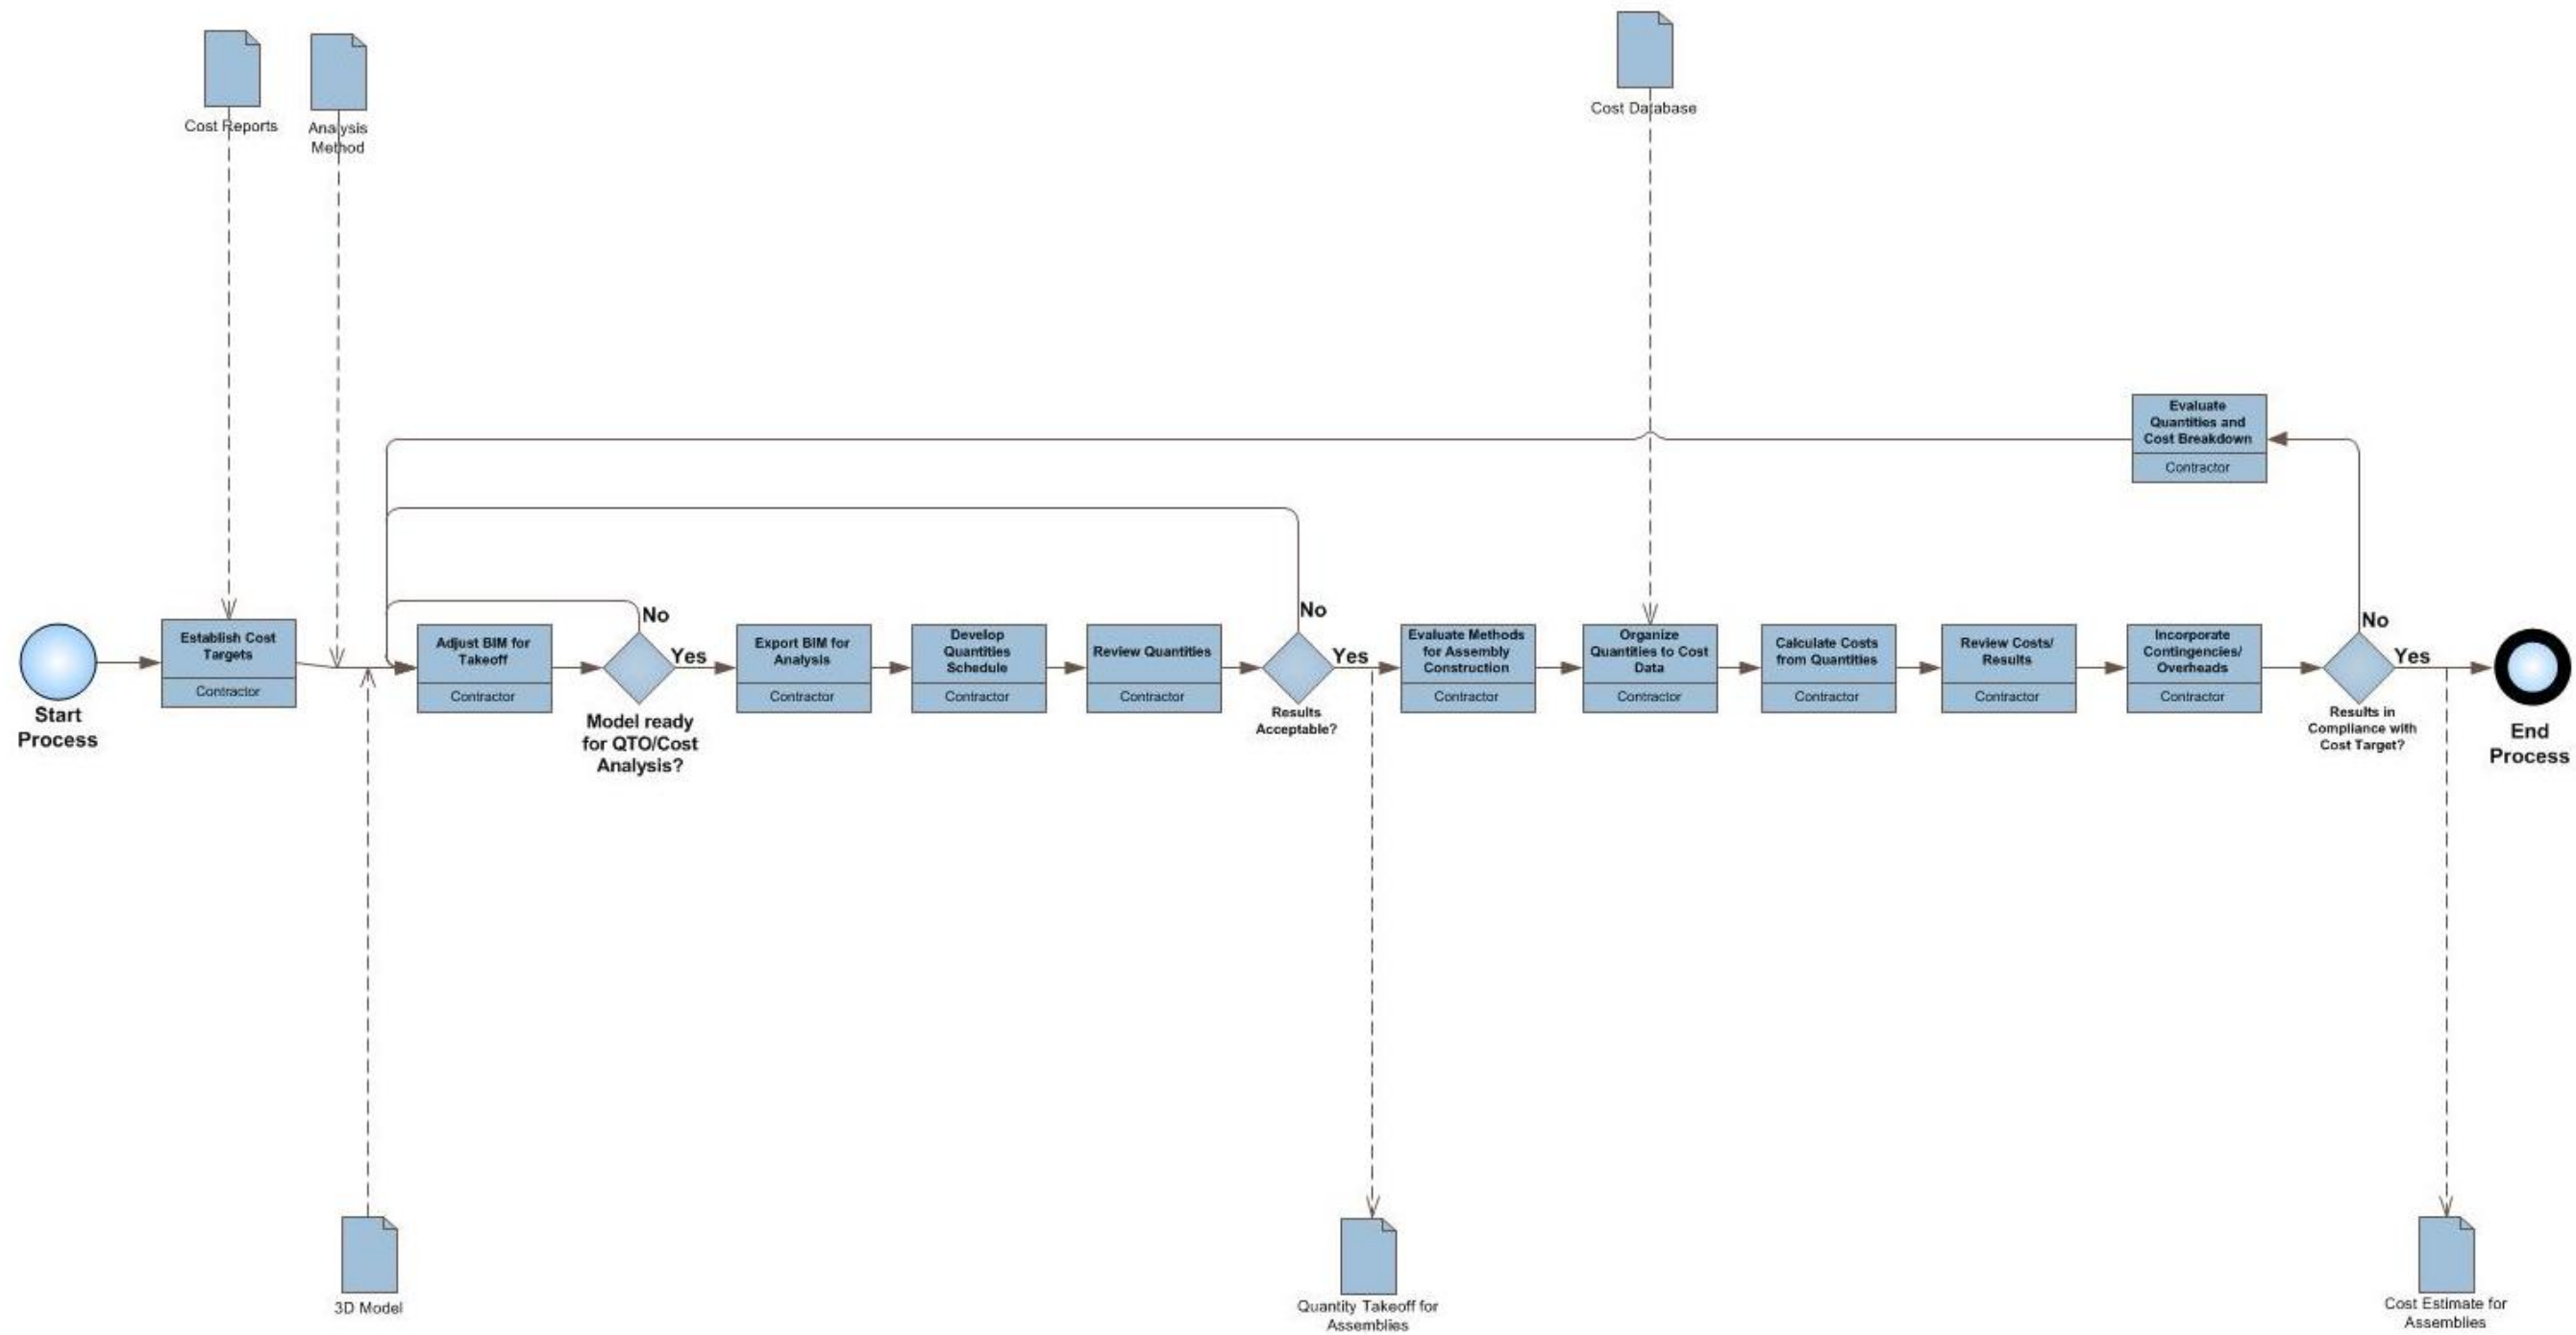 Cost Reports
Analysis
Method
Cost Database
Evaluate
Quantities and
Cost Breakdown
Contractor
Start
Process
Establish Cost
Targets
Contractor
Adjust BIM for
Takeoff
Contractor
No
Yes
Model ready
for QTO/Cost
Analysis?
Export BIM for
Analysis
Contractor
Develop
Quantities
Schedule
Contractor
Review Quantities
Contractor
No
Yes
Results
Acceptable?
Evaluate Methods
for Assembly
Construction
Contractor
Organize
Quantities to Cost
Data
Contractor
Calculate Costs
from Quantities
Contractor
Review Costs/
Results
Contractor
Incorporate
Contingencies/
Overheads
Contractor
No
Yes
Results in
Compliance with
Cost Target?
End
Process
3D Model
Quantity Takeoff for
Assemblies
Cost Estimate for
Assemblies